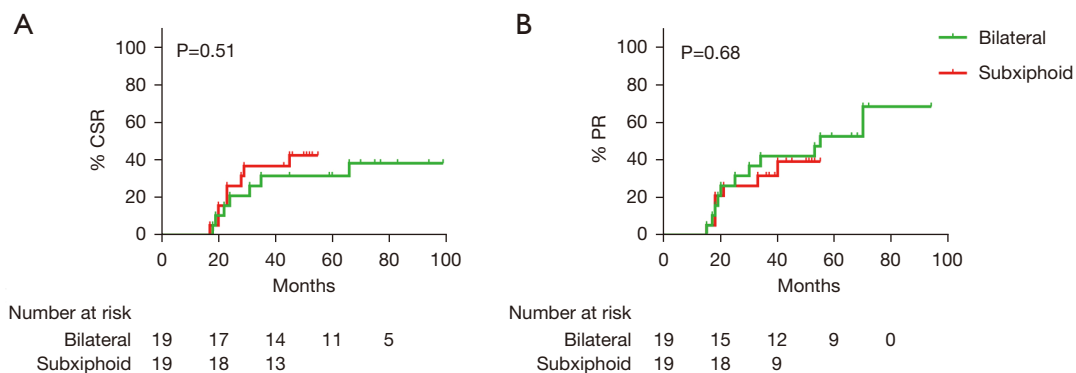 A
P=0.51
% CSR
100
80
60
40
20
0
0 20 40 60 80 100
Months
Number at risk
Bilateral 19 17 14 11 5
Subxiphoid 19 18 13
B
P=0.68
% PR
100
80
60
40
20
0
0 20 40 60 80 100
Months
Bilateral
Subxiphoid
Number at risk
Bilateral 19 15 12 9 0
Subxiphoid 19 18 9